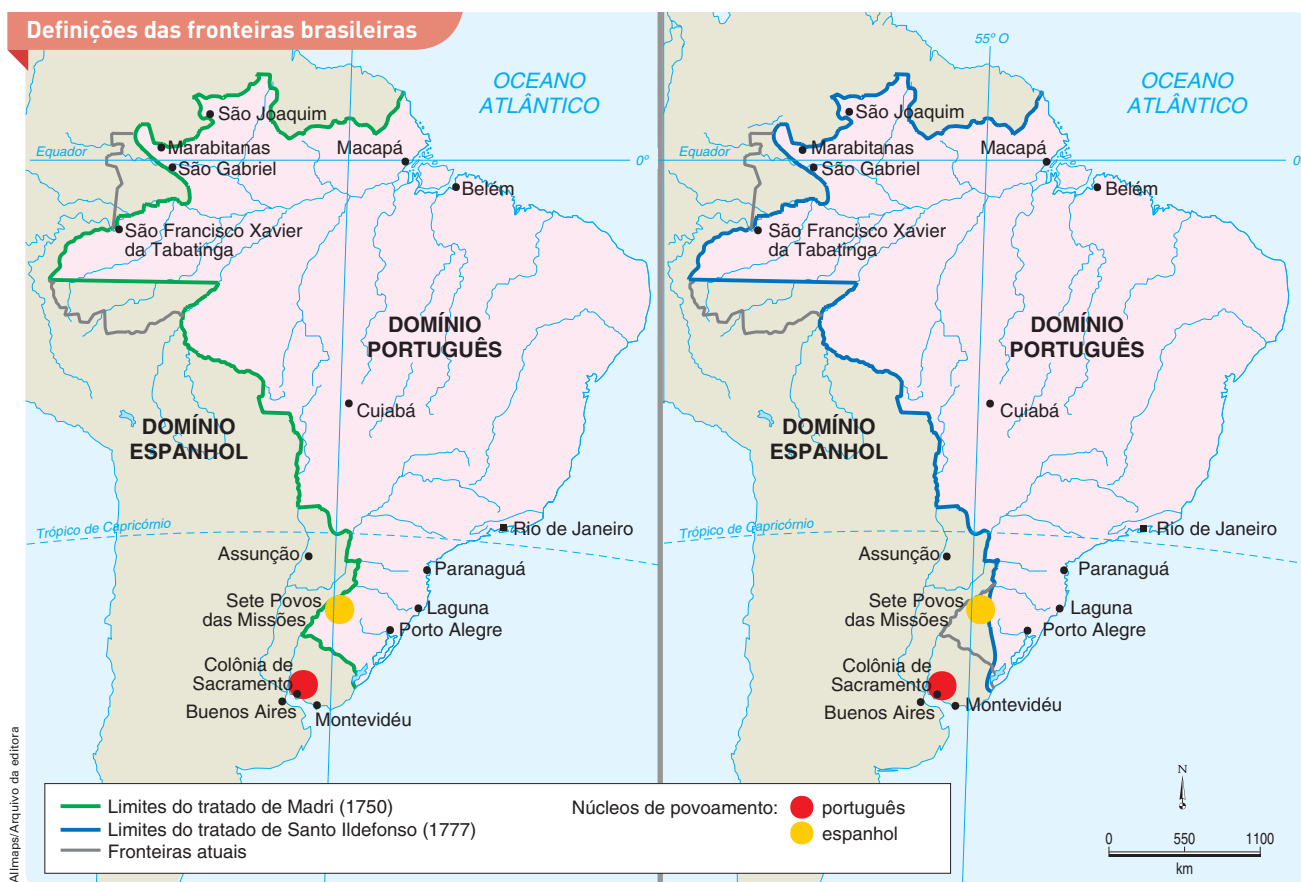 Definições das fronteiras brasileiras
OCEANO
ATLÂNTICO
São Joaquim
Equador
Marabitanas
São Gabriel
Macapá
0º
Belém
São Francisco Xavier
da Tabatinga
DOMÍNIO
PORTUGUÊS
Cuiabá
DOMÍNIO
ESPANHOL
Trópico de Capricórnio
Rio de Janeiro
Assunção
Paranaguá
Sete Povos
das Missões
Laguna
Porto Alegre
Colônia de
Sacramento
Buenos Aires
Montevidéu
55º O
OCEANO
ATLÂNTICO
São Joaquim
Equador
Marabitanas
São Gabriel
Macapá
0º
Belém
São Francisco Xavier
da Tabatinga
DOMÍNIO
PORTUGUÊS
Cuiabá
DOMÍNIO
ESPANHOL
Trópico de Capricórnio
Rio de Janeiro
Assunção
Paranaguá
Sete Povos
das Missões
Laguna
Porto Alegre
Colônia de
Sacramento
Buenos Aires
Montevidéu
Limites do tratado de Madri (1750)
Limites do tratado de Santo Ildefonso (1777)
Fronteiras atuais
Núcleos de povoamento:
português
espanhol
N
0 550 1100
km
Allmaps/Arquivo da editora